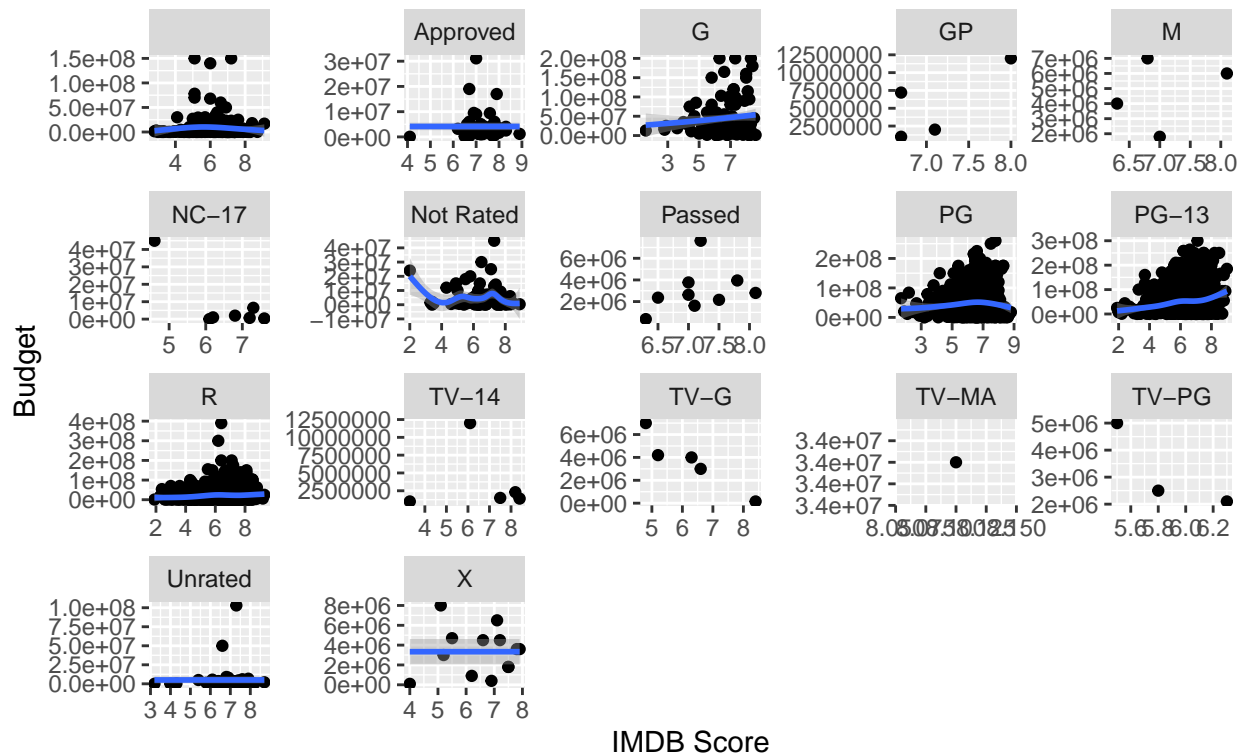 Approved G GP M
1.5e+08 3e+07 2.0e+08 12500000 7e+06
1.0e+08 2e+07 1.5e+08 10000000 6e+06
5.0e+07 1e+07 1.0e+08 7500000 5e+06
0.0e+00 0e+00 5.0e+07 5000000 4e+06
0.0e+00 2500000 3e+06
2e+06
4 6 8 4 5 6 7 8 9 3 5 7 7.0 7.5 8.0 6.5 7.0 7.5 8.0
NC−17 Not Rated Passed PG PG−13
4e+07 4e+07 6e+06 2e+08 3e+08
3e+07 3e+07 4e+06 1e+08 2e+08
2e+07 2e+07 2e+06 0e+00 1e+08
1e+07 1e+07 0e+00
0e+00 0e+00
−1e+07
5 6 7 2 4 6 8 6.5 7.0 7.5 8.0 3 5 7 9 2 4 6 8
R TV−14 TV−G TV−MA TV−PG
4e+08 12500000 6e+06 3.4e+07 5e+06
3e+08 10000000 4e+06 3.4e+07 4e+06
2e+08 7500000 2e+06 3.4e+07 3e+06
1e+08 5000000 0e+00 3.4e+07 2e+06
0e+00 2500000
2 4 6 8 4 5 6 7 8 5 6 7 8 8.050 8.075 8.100 8.125 8.150 5.6 5.8 6.0 6.2
Unrated X
1.0e+08 8e+06
7.5e+07 6e+06
5.0e+07 4e+06
2.5e+07 2e+06
0.0e+00 0e+00
3 4 5 6 7 8 4 5 6 7 8
IMDB Score
Budget